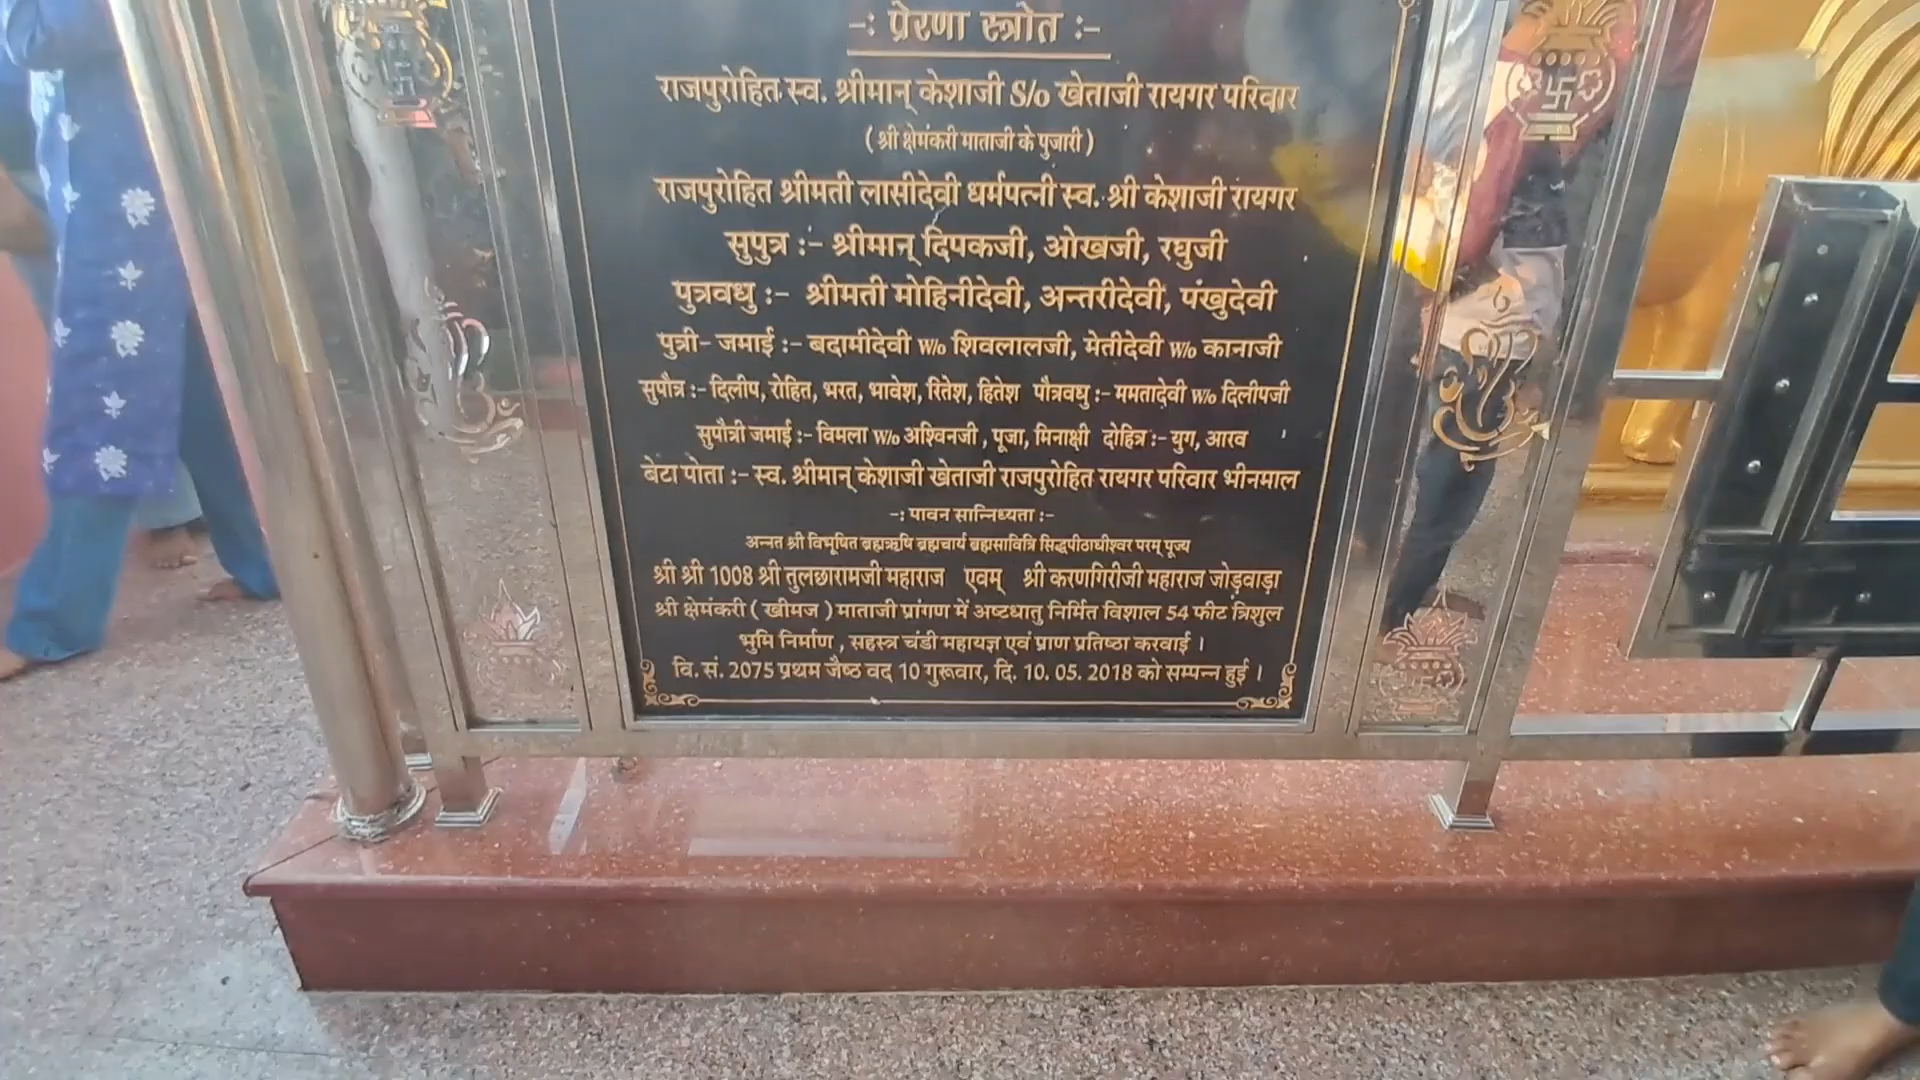 -: प्रेरणा स्त्रोत :-
राजपुरोहित स्व. श्रीमान् केशाजी S/o खेताजी रायगर परिवार
( श्री क्षेमंकरी माताजी के पुजारी )
राजपुरोहित श्रीमती लासीदेवी धर्मपत्नी स्व. श्री केशाजी रायगर
सुपुत्र :- श्रीमान् दिपकजी, ओखजी, रघुजी
पुत्रवधु :- श्रीमती मोहिनीदेवी, अन्तरीदेवी, पंखुदेवी
पुत्री- जमाई :- बदामीदेवी W/o शिवलालजी, मेतीदेवी W/o कानाजी
सुपौत्र :- दिलीप, रोहित, भरत, भावेश, रितेश, हितेश पौत्रवधु :- ममतादेवी W/o दिलीपजी
सुपौत्री जमाई :- विमला W/o अश्विनजी , पूजा, मिनाक्षी दोहित्र :- युग, आरव
बेटा पोता :- स्व. श्रीमान् केशाजी खेताजी राजपुरोहित रायगर परिवार भीनमाल
-: पावन सान्निध्यता :-
अन्नत श्री विभूषित ब्रह्मऋषि ब्रह्मचार्य ब्रह्मसावित्रि सिद्धपीठाधीश्वर परम् पूज्य
श्री श्री 1008 श्री तुलछारामजी महाराज एवम् श्री करणगिरीजी महाराज जोड़वाड़ा
श्री क्षेमंकरी ( खीमज ) माताजी प्रांगण में अष्टधातु निर्मित विशाल 54 फीट त्रिशुल
भुमि निर्माण , सहस्त्र चंडी महायज्ञ एवं प्राण प्रतिष्ठा करवाई ।
वि. सं. 2075 प्रथम जैष्ठ वद 10 गुरूवार, दि. 10. 05. 2018 को सम्पन्न हुई ।